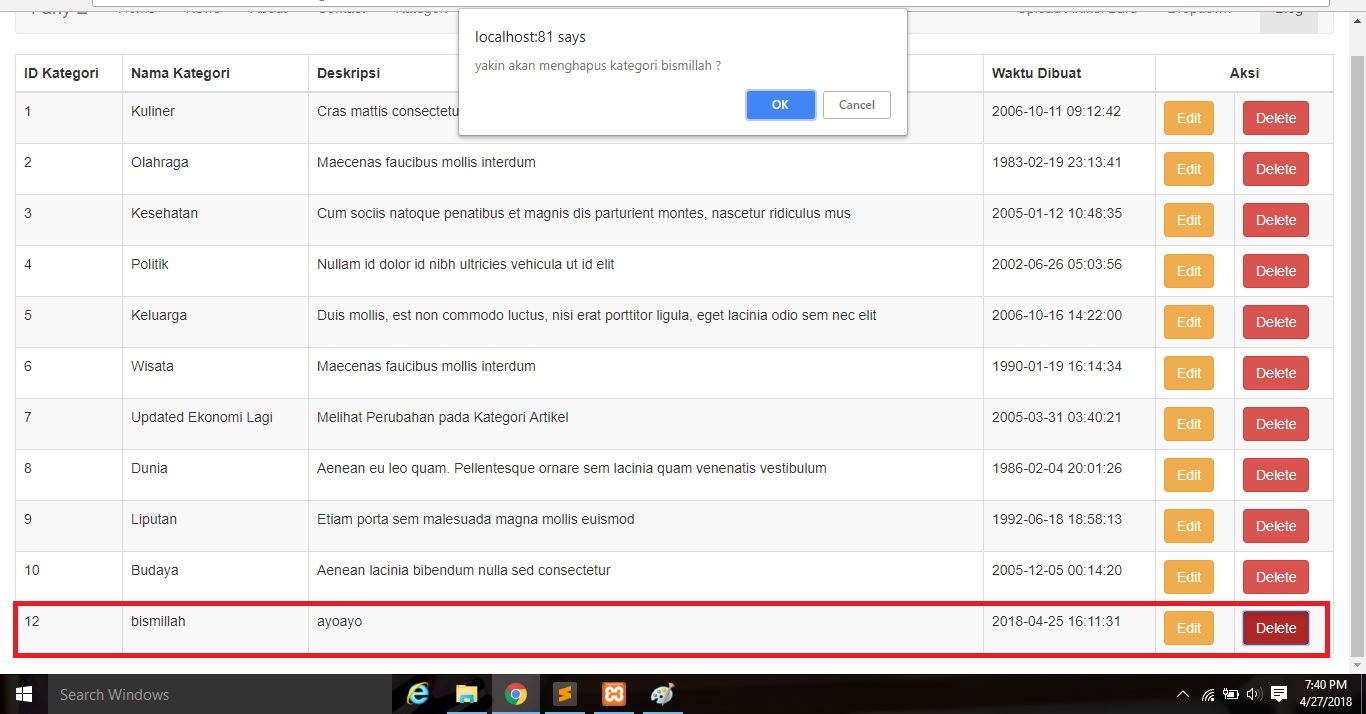 localhost:81 says
yakin akan menghapus kategori bismillah ?
OK Cancel
ID Kategori Nama Kategori Deskripsi Waktu Dibuat Aksi
1 Kuliner Cras mattis 2006-10-11 09:12:42 Edit Delete
2 Olahraga Maecenas faucibus mollis interdum 1983-02-19 23:13:41 Edit Delete
3 Kesehatan Cum sociis natoque penatibus et magnis dis parturient montes, nascetur ridiculus mus 2005-01-12 10:48:35 Edit Delete
4 Politik Nullam id dolor id nibh ultricies vehicula ut id elit 2002-06-26 05:03:56 Edit Delete
5 Keluarga Duis mollis, est non commodo luctus, nisi erat porttitor ligula, eget lacinia odio sem nec elit 2006-10-16 14:22:00 Edit Delete
6 Wisata Maecenas faucibus mollis interdum 1990-01-19 16:14:34 Edit Delete
7 Updated Ekonomi Lagi Melihat Perubahan pada Kategori Artikel 2005-03-31 03:40:21 Edit Delete
8 Dunia Aenean eu leo quam. Pellentesque ornare sem lacinia quam venenatis vestibulum 1986-02-04 20:01:26 Edit Delete
9 Liputan Etiam porta sem malesuada magna mollis euismod 1992-06-18 18:58:13 Edit Delete
10 Budaya Aenean lacinia bibendum nulla sed consectetur 2005-12-05 00:14:20 Edit Delete
12 bismillah ayoayo 2018-04-25 16:11:31 Edit Delete
Search Windows
7:40 PM
4/27/2018